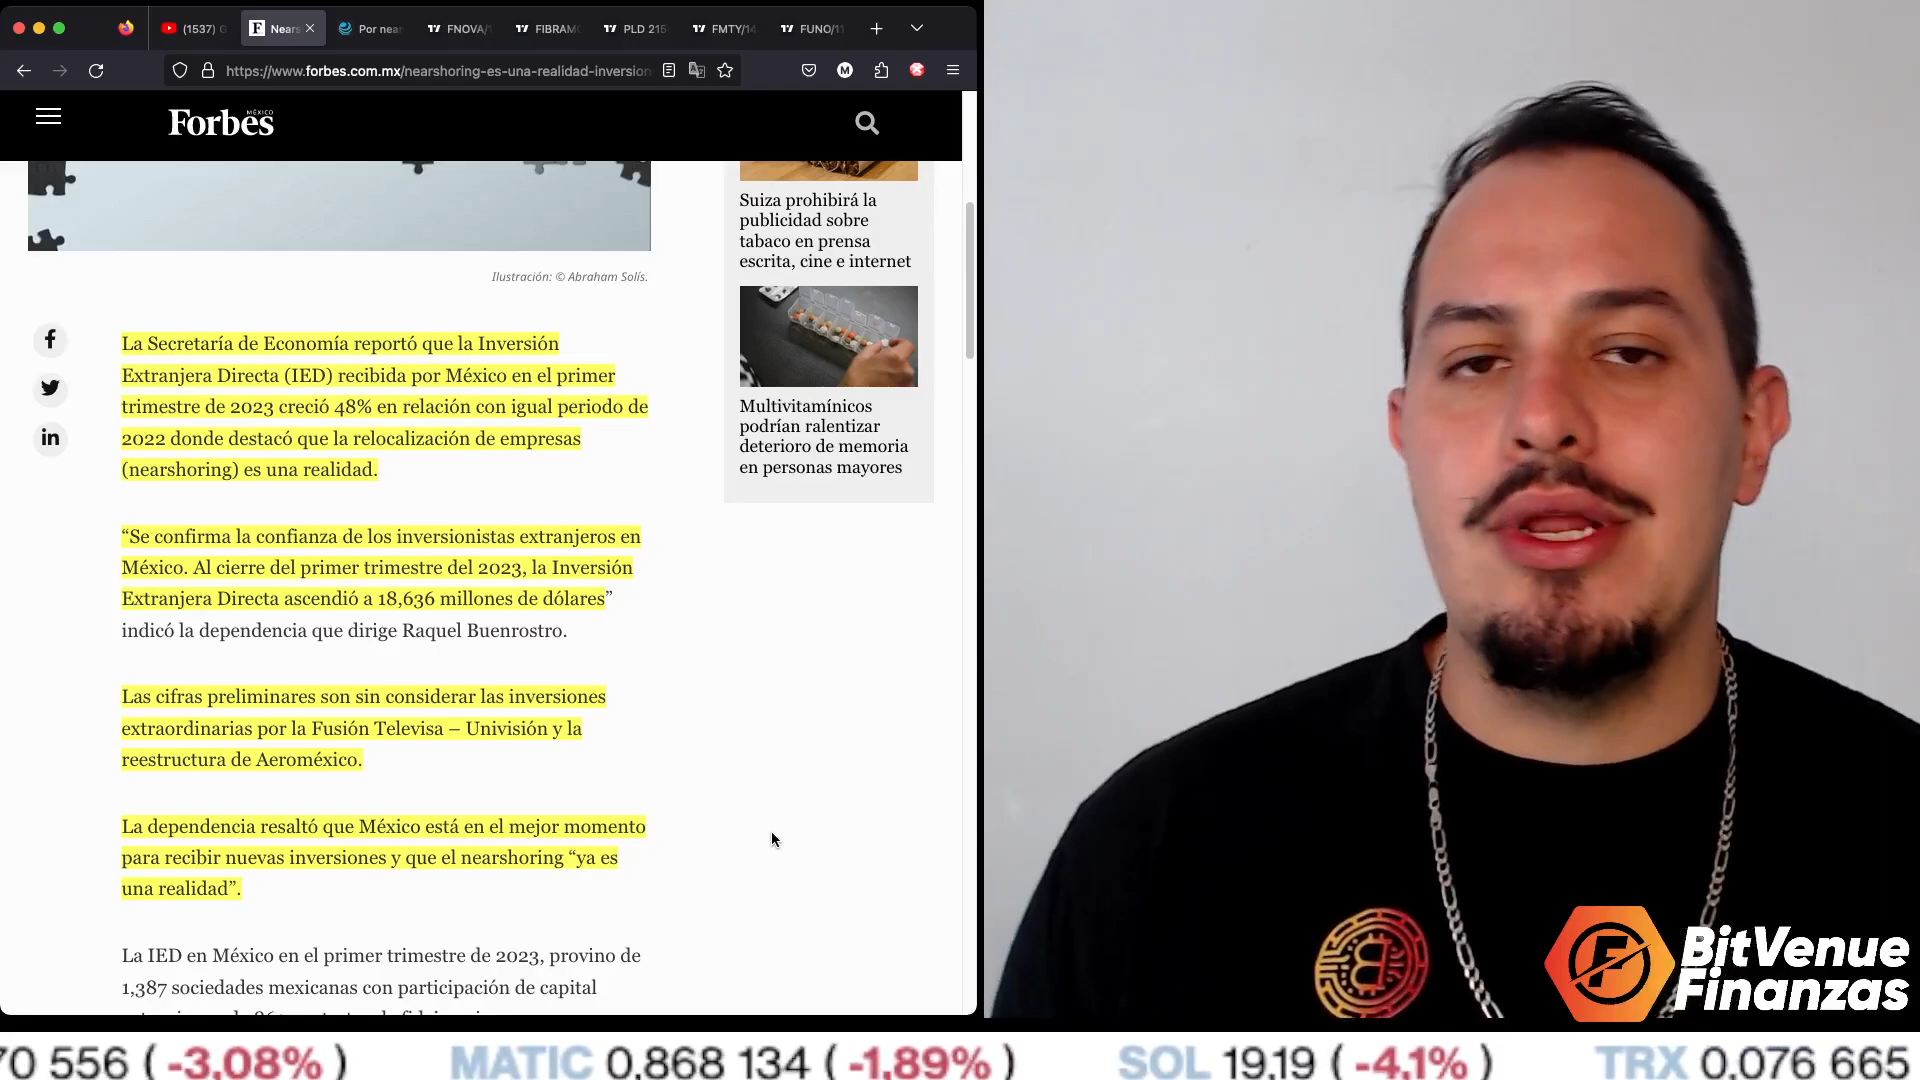 (1537)
Nears
Por near
FNOVA/1
FIBRAM
PLD 215
FMTY/14
FUNO/11
https://www.forbes.com.mx/nearshoring-es-una-realidad-inversion
M
Forbes
MÉXICO
Suiza prohibirá la
publicidad sobre
tabaco en prensa
escrita, cine e internet
Ilustración: © Abraham Solís.
Multivitamínicos
podrían ralentizar
deterioro de memoria
en personas mayores
La Secretaría de Economía reportó que la Inversión
Extranjera Directa (IED) recibida por México en el primer
trimestre de 2023 creció 48% en relación con igual periodo de
2022 donde destacó que la relocalización de empresas
(nearshoring) es una realidad.
“Se confirma la confianza de los inversionistas extranjeros en
México. Al cierre del primer trimestre del 2023, la Inversión
Extranjera Directa ascendió a 18,636 millones de dólares”
indicó la dependencia que dirige Raquel Buenrostro.
Las cifras preliminares son sin considerar las inversiones
extraordinarias por la Fusión Televisa – Univisión y la
reestructura de Aeroméxico.
La dependencia resaltó que México está en el mejor momento
para recibir nuevas inversiones y que el nearshoring “ya es
una realidad”.
La IED en México en el primer trimestre de 2023, provino de
1,387 sociedades mexicanas con participación de capital
BitVenue
Finanzas
70 556 ( -3,08% )
MATIC 0,868 134 ( -1,89% )
SOL 19,19 ( -4,1% )
TRX 0,076 665